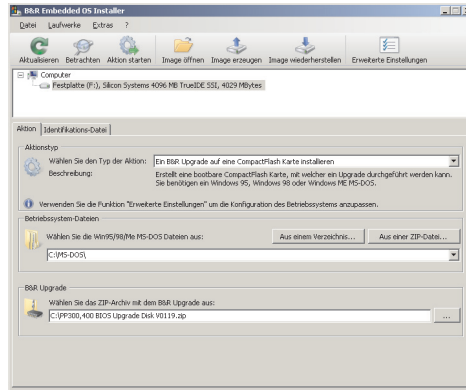 B&R Embedded OS Installer
Datei Laufwerke Extras ?
Aktualisieren Betrachten Aktion starten Image öffnen Image erzeugen Image wiederherstellen Erweiterte Einstellungen
Computer
Festplatte (F:), Silicon Systems 4096 MB TrueIDE SSI, 4029 MBytes
Aktion Identifikations-Datei
Aktionstyp
Wählen Sie den Typ der Aktion: Ein B&R Upgrade auf eine CompactFlash Karte installieren
Beschreibung: Erstellt eine bootbare CompactFlash Karte, mit welcher ein Upgrade durchgeführt werden kann.
Sie benötigen ein Windows 95, Windows 98 oder Windows ME MS-DOS.
Verwenden Sie die Funktion "Erweiterte Einstellungen" um die Konfiguration des Betriebssystems anzupassen.
Betriebssystem-Dateien
Wählen Sie die Win95/98/Me MS-DOS Dateien aus: Aus einem Verzeichnis... Aus einer ZIP-Datei...
C:\MS-DOS\
B&R Upgrade
Wählen Sie das ZIP-Archiv mit dem B&R Upgrade aus:
C:\PP300,400 BIOS Upgrade Disk V0119.zip ...